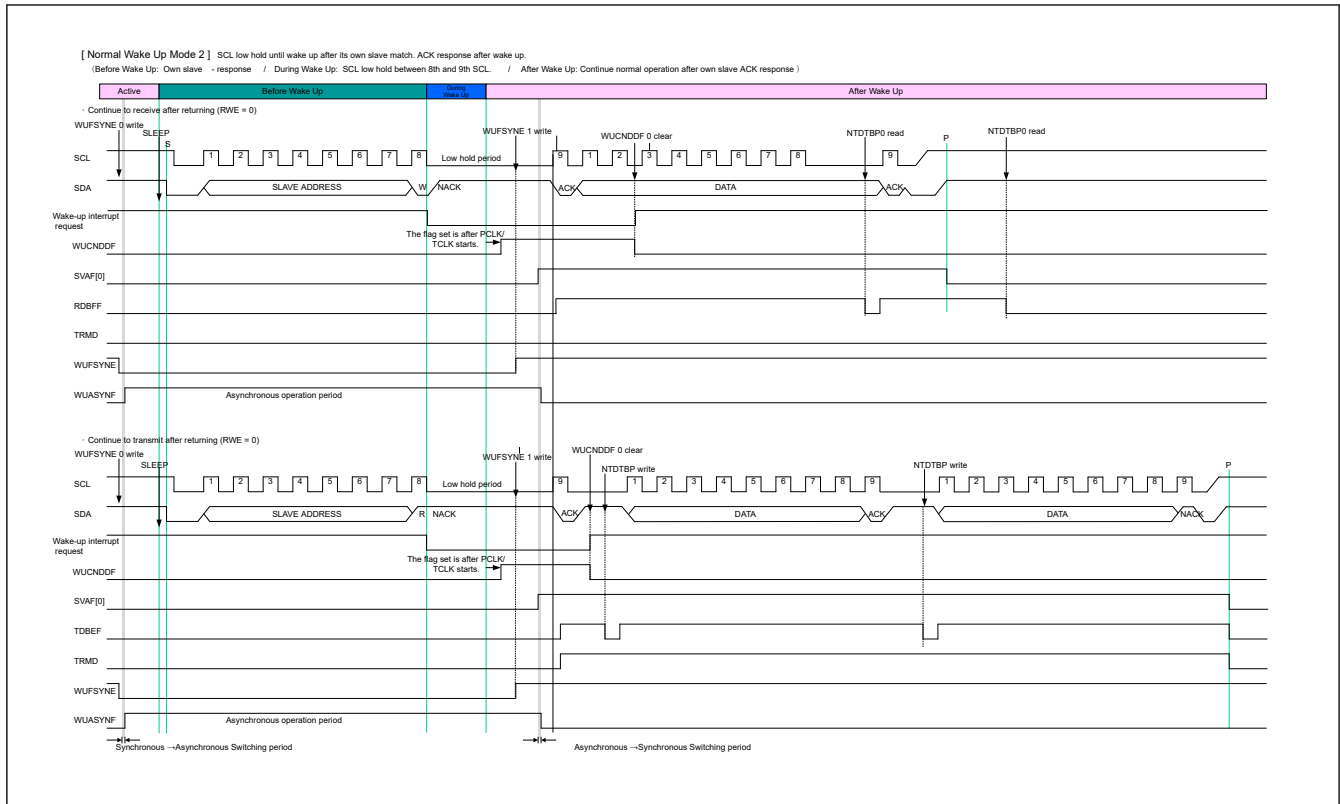 [ Normal Wake Up Mode 2 ] SCL low hold until wake up after its own slave match. ACK response after wake up.
(Before Wake Up: Own slave - response / During Wake Up: SCL low hold between 8th and 9th SCL. / After Wake Up: Continue normal operation after own slave ACK response )
Active Before Wake Up During Wake Up After Wake Up
· Continue to receive after returning (RWE = 0)
WUFSYNE 0 write SLEEP S WUFSYNE 1 write WUCNDDF 0 clear NTDTBP0 read P NTDTBP0 read
SCL 1 2 3 4 5 6 7 8 Low hold period 9 1 2 3 4 5 6 7 8 9
SDA SLAVE ADDRESS W NACK ACK DATA ACK
Wake-up interrupt
request
The flag set is after PCLK/
TCLK starts.
WUCNDDF
SVAF[0]
RDBFF
TRMD
WUFSYNE
WUASYNF Asynchronous operation period
· Continue to transmit after returning (RWE = 0)
WUFSYNE 0 write SLEEP WUFSYNE 1 write WUCNDDF 0 clear NTDTBP write NTDTBP write P
SCL 1 2 3 4 5 6 7 8 Low hold period 9 1 2 3 4 5 6 7 8 9 1 2 3 4 5 6 7 8 9
SDA SLAVE ADDRESS R NACK ACK DATA ACK DATA NACK
Wake-up interrupt
request
The flag set is after PCLK/
TCLK starts.
WUCNDDF
SVAF[0]
TDBEF
TRMD
WUFSYNE
WUASYNF Asynchronous operation period
Synchronous →Asynchronous Switching period Asynchronous →Synchronous Switching period